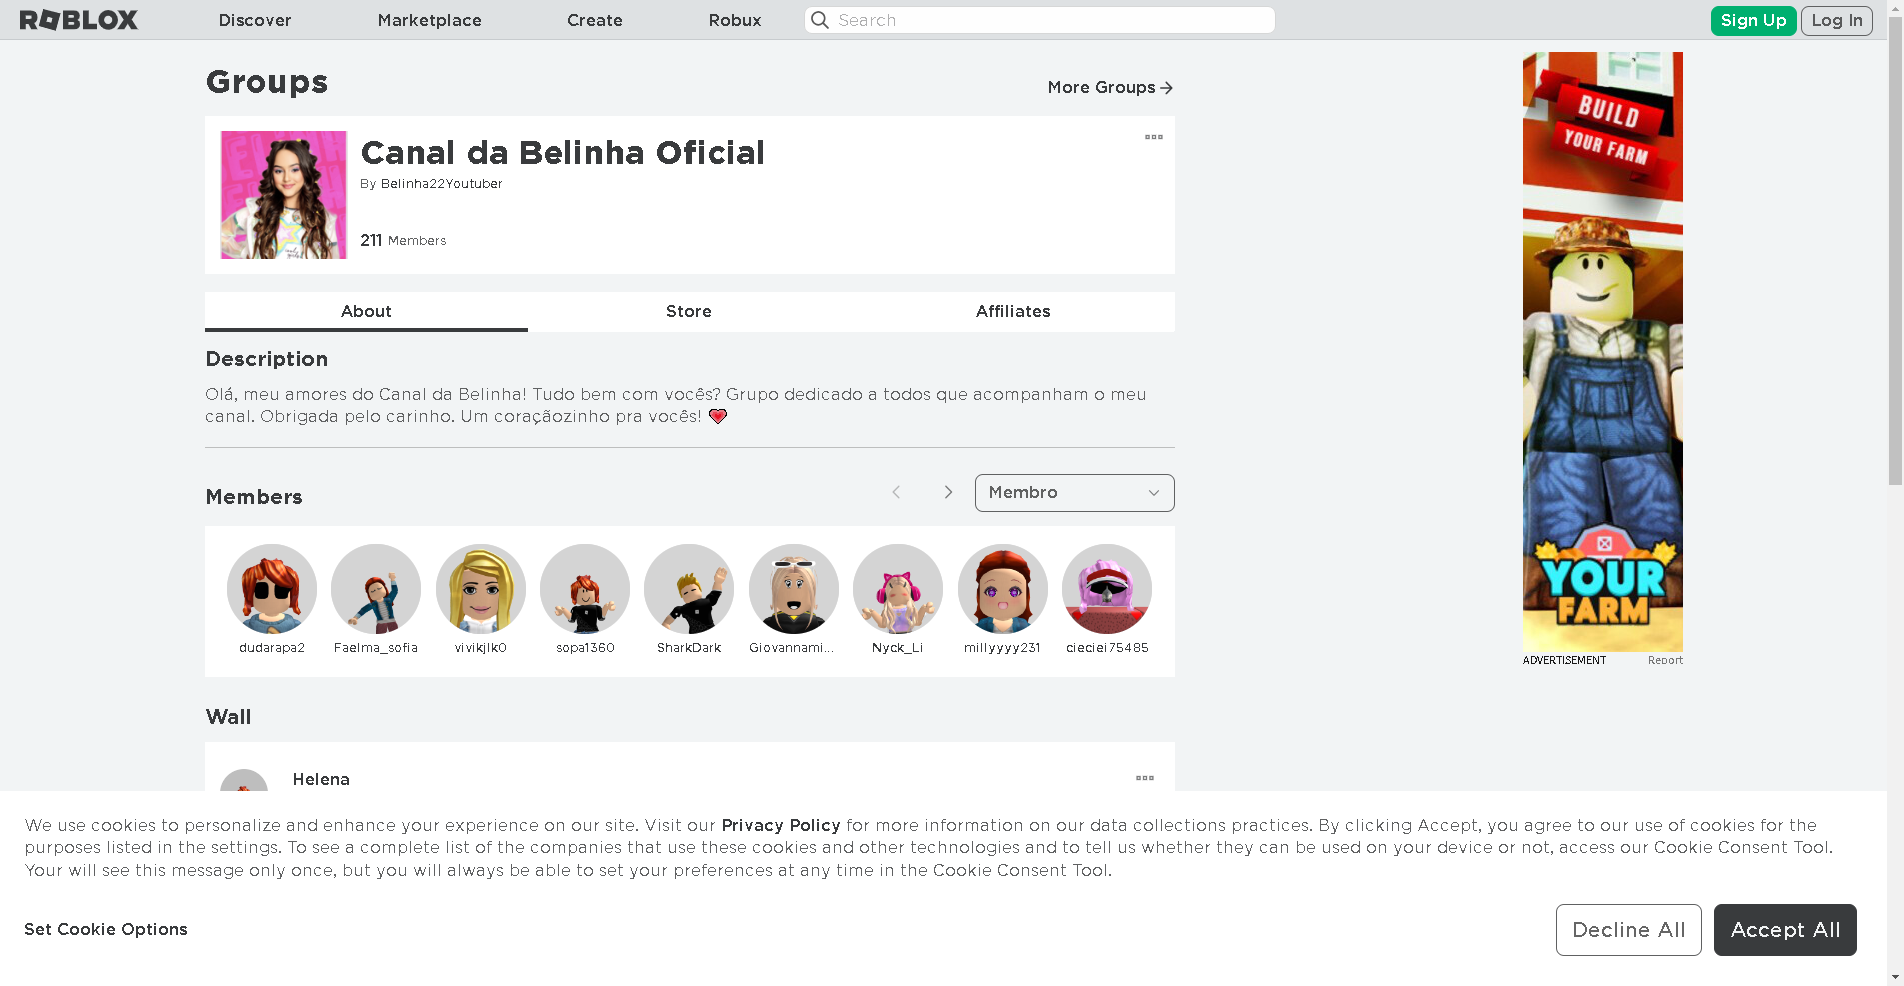 ROBLOX
Discover
Marketplace
Create
Robux
Search
Sign Up
Log In
Groups
More Groups
Canal da Belinha Oficial
By Belinha22Youtuber
211 Members
About
Store
Affiliates
Description
Olá, meu amores do Canal da Belinha! Tudo bem com vocês? Grupo dedicado a todos que acompanham o meu
canal. Obrigada pelo carinho. Um coraçãozinho pra vocês! ❤
Members
Membro
dudarapa2
Faelma_sofia
vivikjlk0
sopa1360
SharkDark
Giovannami...
Nyck_Li
millyyyy231
cieciei75485
Wall
Helena
BUILD
YOUR FARM
YOUR
FARM
ADVERTISEMENT
Report
We use cookies to personalize and enhance your experience on our site. Visit our Privacy Policy for more information on our data collections practices. By clicking Accept, you agree to our use of cookies for the
purposes listed in the settings. To see a complete list of the companies that use these cookies and other technologies and to tell us whether they can be used on your device or not, access our Cookie Consent Tool.
Your will see this message only once, but you will always be able to set your preferences at any time in the Cookie Consent Tool.
Set Cookie Options
Decline All
Accept All